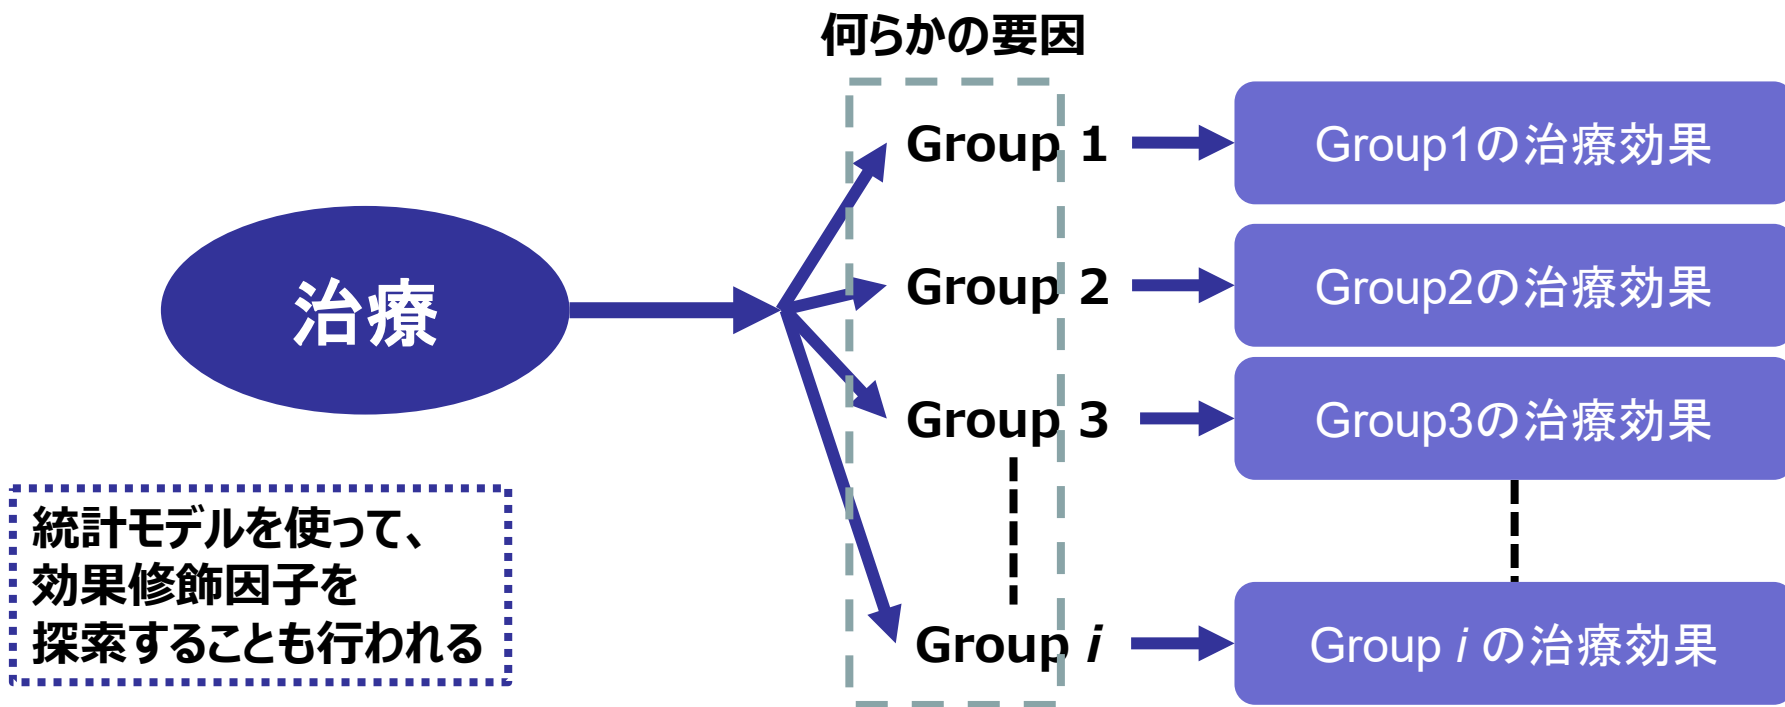 何らかの要因
Group 1
Group1の治療効果
Group 2
Group2の治療効果
治療
Group 3
Group3の治療効果
統計モデルを使って、
効果修飾因子を
探索することも行われる
Group i
Group i の治療効果